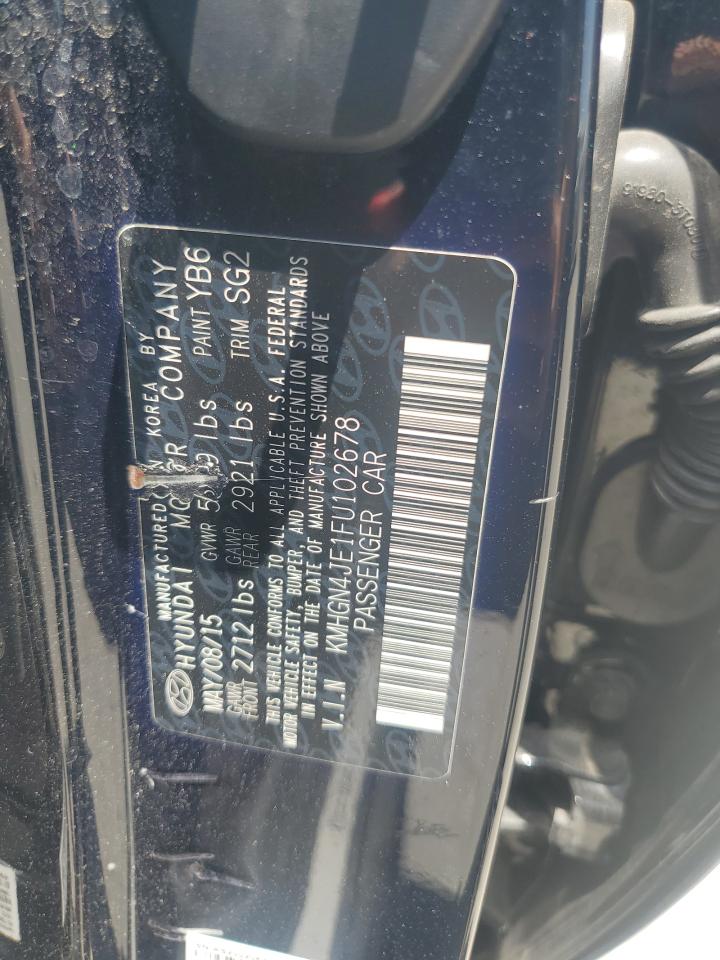 MANUFACTURED IN KOREA BY
HYUNDAI MOTOR COMPANY
MAY/08/15 GVWR lbs PAINT YB6
GAWR FRONT 2712 lbs GAWR REAR 2921 lbs TRIM SG2
THIS VEHICLE CONFORMS TO ALL APPLICABLE U.S.A. FEDERAL
MOTOR VEHICLE SAFETY, BUMPER, AND THEFT PREVENTION STANDARDS
IN EFFECT ON THE DATE OF MANUFACTURE SHOWN ABOVE
V.I.N KMHGN4JE1FU102678
PASSENGER CAR